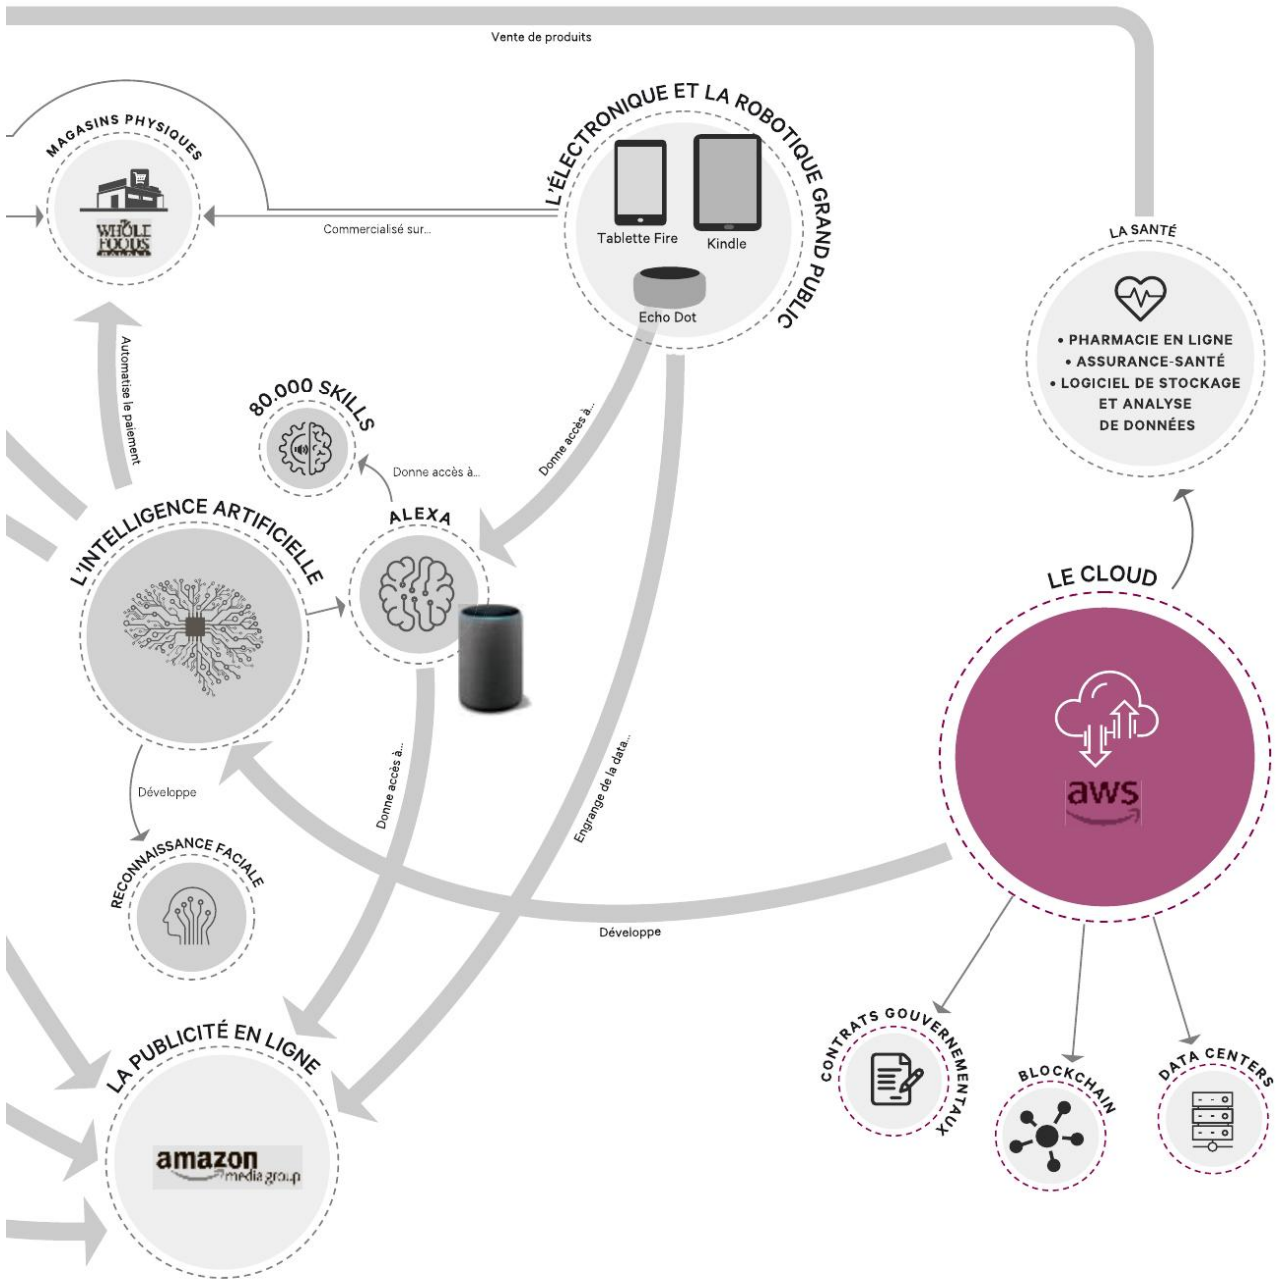 Vente de produits
MAGASINS PHYSIQUES
WHOLE
FOODS
MARKET
Commercialisé sur...
L'ÉLECTRONIQUE ET LA ROBOTIQUE GRAND PUBLIC
Tablette Fire
Kindle
Echo Dot
LA SANTÉ
• PHARMACIE EN LIGNE
• ASSURANCE-SANTÉ
• LOGICIEL DE STOCKAGE
ET ANALYSE
DE DONNÉES
Automatise le paiement
80.000 SKILLS
Donne accès à...
Donne accès à...
ALEXA
L'INTELLIGENCE ARTIFICIELLE
LE CLOUD
aws
Développe
Donne accès à...
Engrange de la data...
RECONNAISSANCE FACIALE
Développe
LA PUBLICITÉ EN LIGNE
amazon
media group
CONTRATS GOUVERNEMENTAUX
BLOCKCHAIN
DATA CENTERS